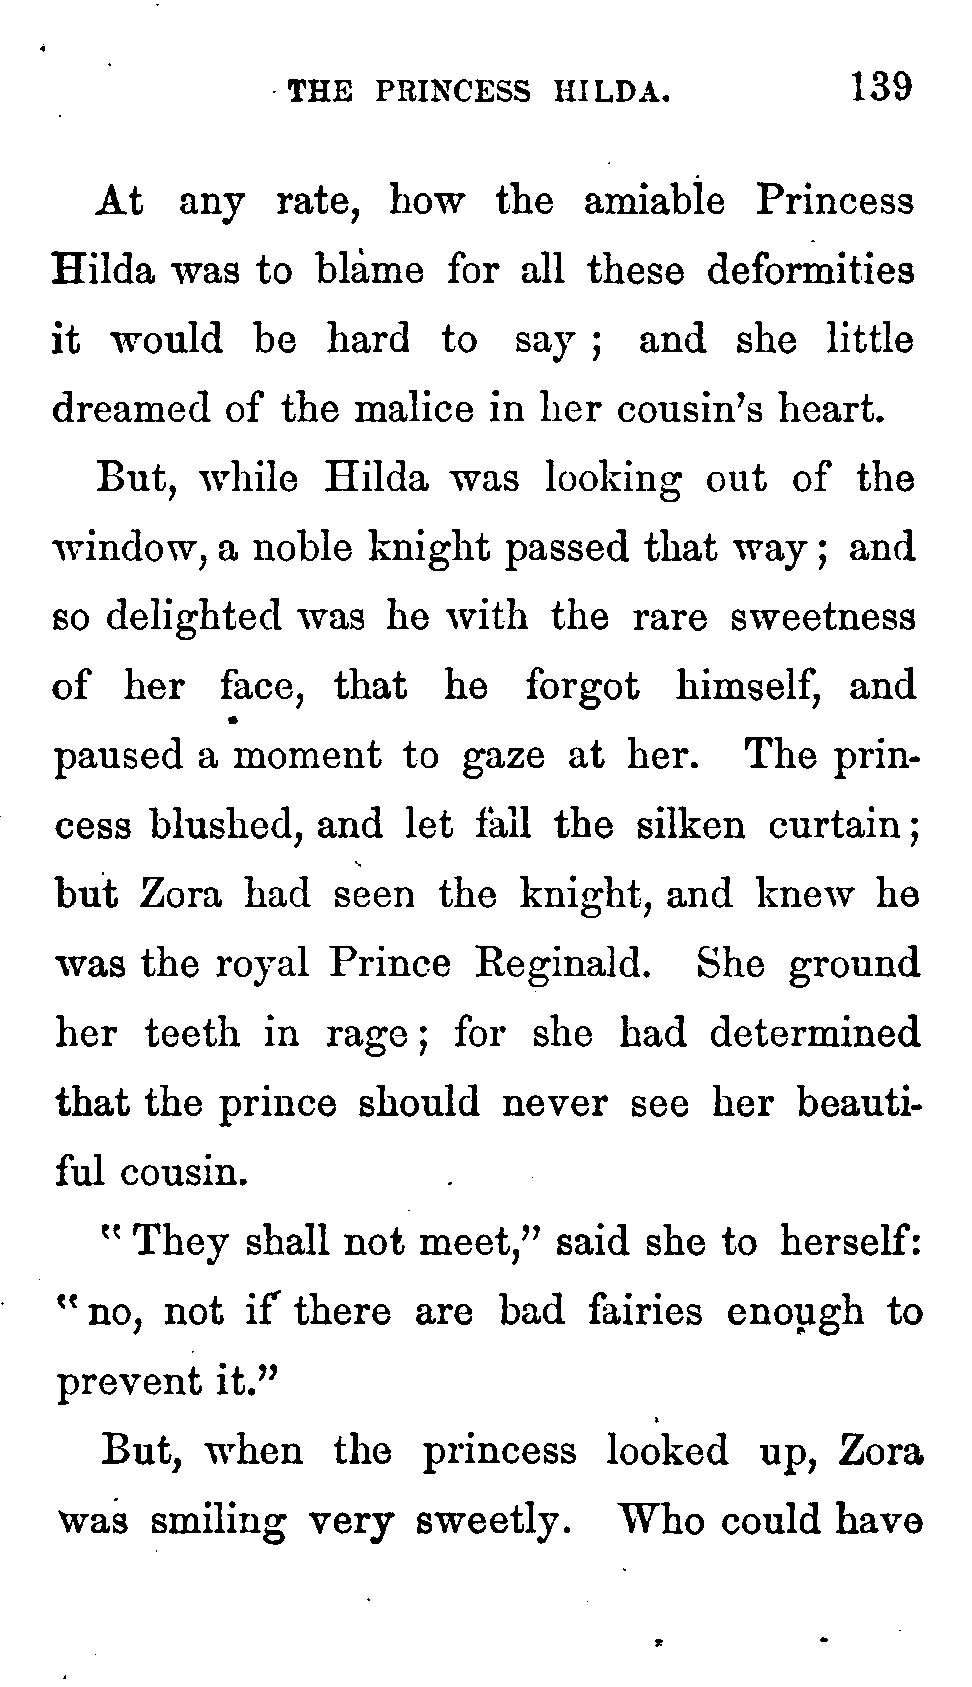 THE PRINCESS HILDA. 139
At any rate, how the amiable Princess
Hilda was to blame for all these deformities
it would be hard to say ; and she little
dreamed of the malice in her cousin's heart.
But, while Hilda was looking out of the
window, a noble knight passed that way ; and
so delighted was he with the rare sweetness
of her face, that he forgot himself, and
paused a moment to gaze at her. The prin-
cess blushed, and let fall the silken curtain ;
but Zora had seen the knight, and knew he
was the royal Prince Reginald. She ground
her teeth in rage ; for she had determined
that the prince should never see her beauti-
ful cousin.
“ They shall not meet,” said she to herself:
“ no, not if there are bad fairies enough to
prevent it.”
But, when the princess looked up, Zora
was smiling very sweetly. Who could have